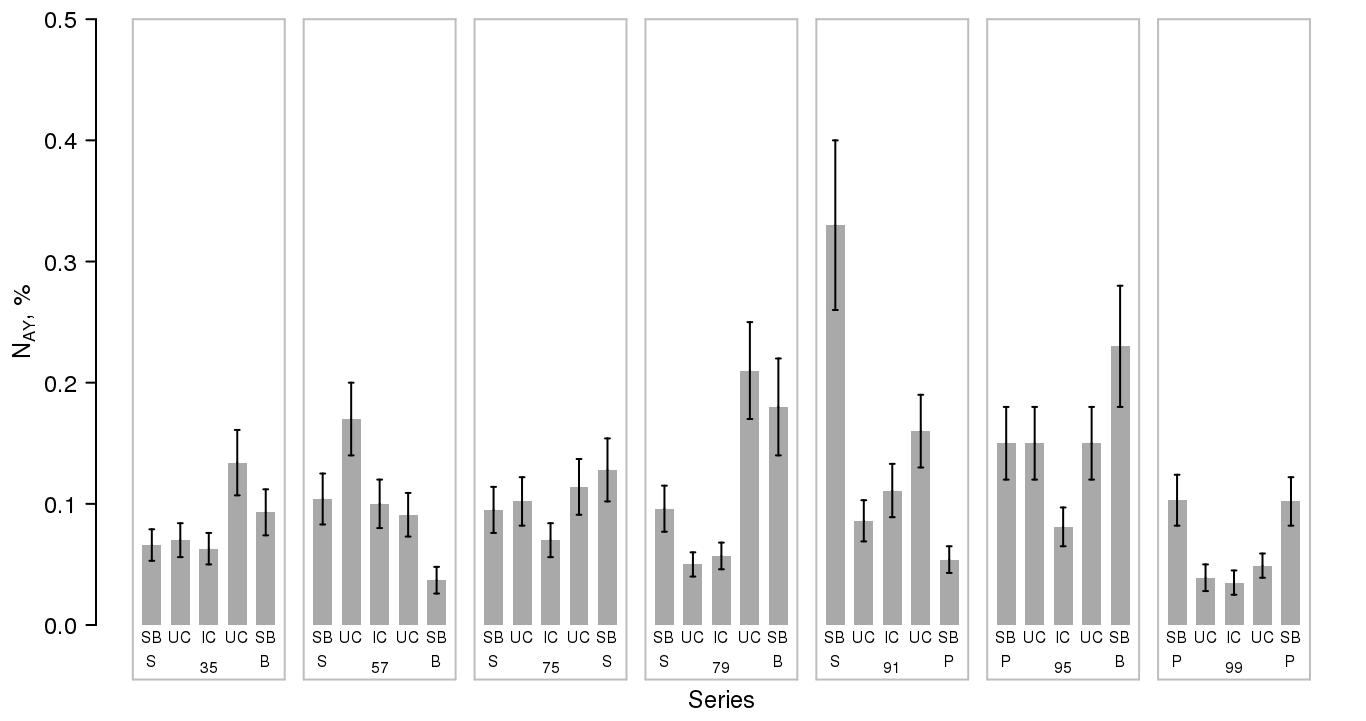 0.5
0.4
0.3
0.2
0.1
0.0
N_AY, %
SB UC IC UC SB
S 35 B
SB UC IC UC SB
S 57 B
SB UC IC UC SB
S 75 S
SB UC IC UC SB
S 79 B
SB UC IC UC SB
S 91 P
SB UC IC UC SB
P 95 B
SB UC IC UC SB
P 99 P
Series